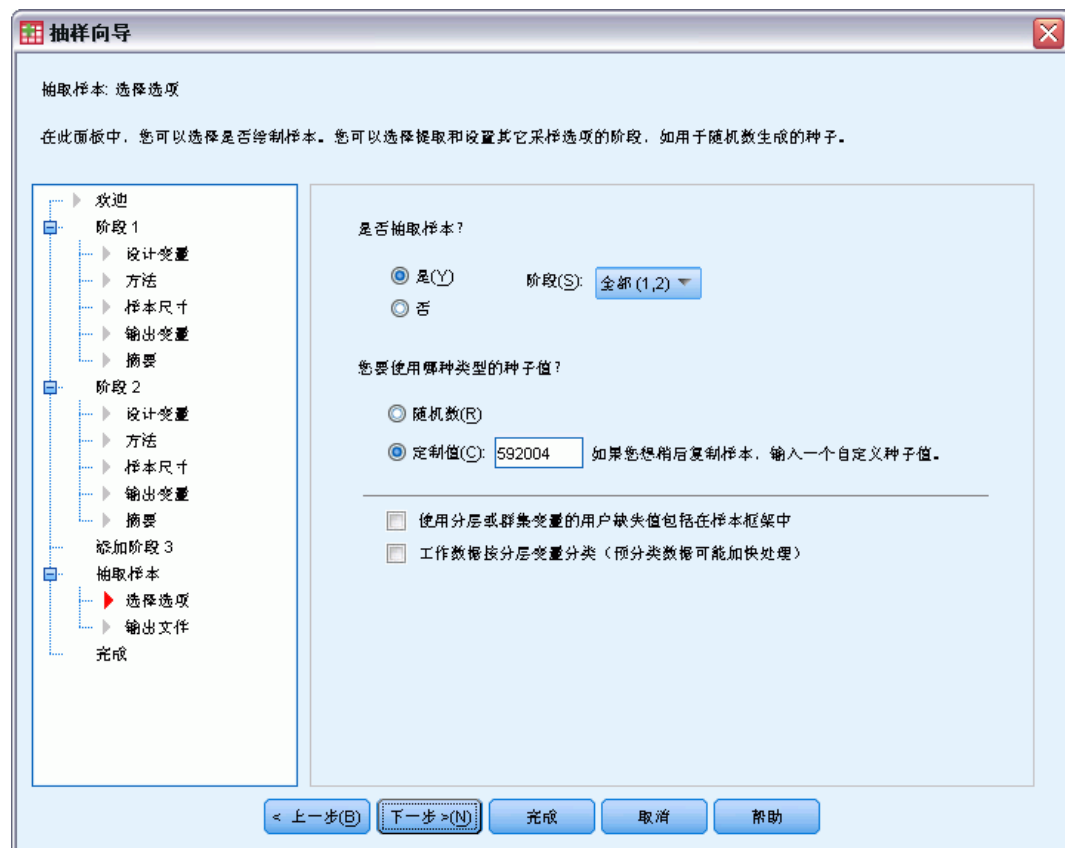 抽样向导
抽取样本: 选择选项
在此面板中，您可以选择是否绘制样本。您可以选择提取和设置其它采样选项的阶段，如用于随机数生成的种子。
欢迎
阶段 1
设计变量
方法
样本尺寸
输出变量
摘要
阶段 2
设计变量
方法
样本尺寸
输出变量
摘要
添加阶段 3
抽取样本
选择选项
输出文件
完成
是否抽取样本?
是(Y) 阶段(S): 全部 (1,2)
否
您要使用哪种类型的种子值?
随机数(R)
定制值(C): 592004 如果您想稍后复制样本，输入一个自定义种子值。
使用分层或群集变量的用户缺失值包括在样本框架中
工作数据按分层变量分类（预分类数据可能加快处理）
< 上一步(B) 下一步 >(N) 完成 取消 帮助